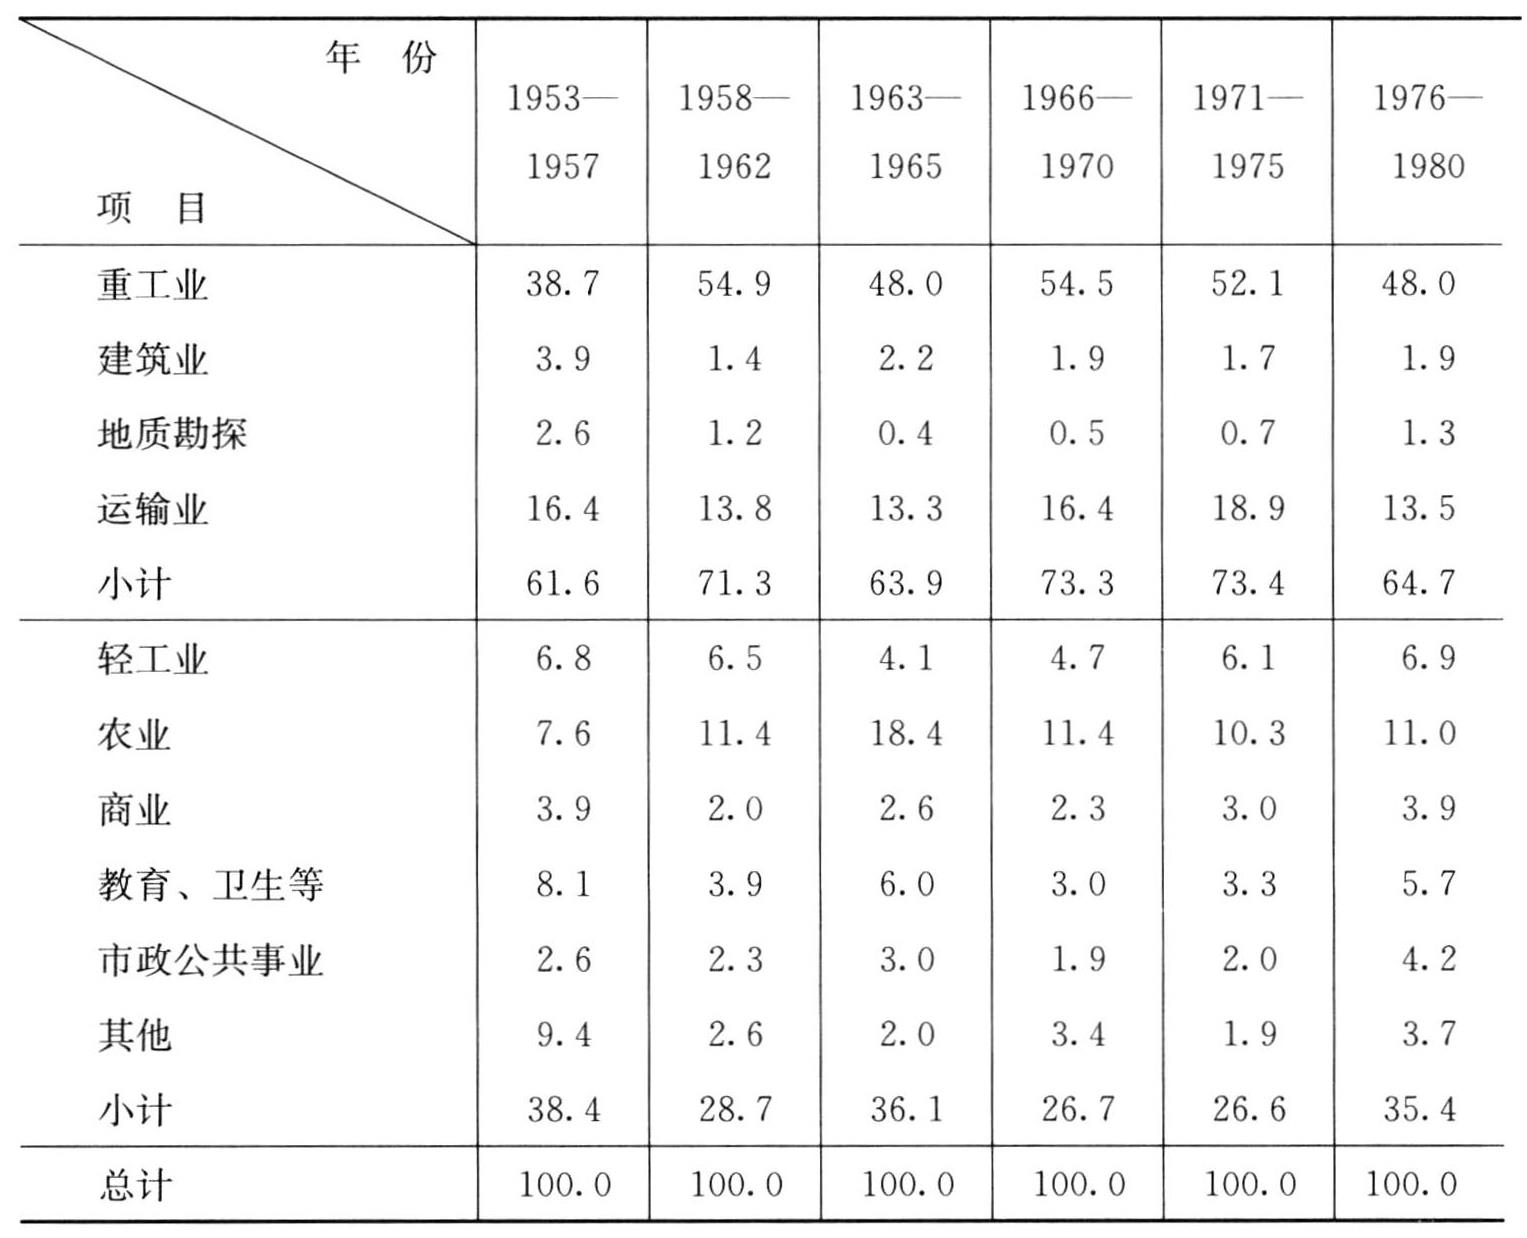 年 份
项 目
1953— 1958— 1963— 1966— 1971— 1976—
1957 1962 1965 1970 1975 1980
重工业 38.7 54.9 48.0 54.5 52.1 48.0
建筑业 3.9 1.4 2.2 1.9 1.7 1.9
地质勘探 2.6 1.2 0.4 0.5 0.7 1.3
运输业 16.4 13.8 13.3 16.4 18.9 13.5
小计 61.6 71.3 63.9 73.3 73.4 64.7
轻工业 6.8 6.5 4.1 4.7 6.1 6.9
农业 7.6 11.4 18.4 11.4 10.3 11.0
商业 3.9 2.0 2.6 2.3 3.0 3.9
教育、卫生等 8.1 3.9 6.0 3.0 3.3 5.7
市政公共事业 2.6 2.3 3.0 1.9 2.0 4.2
其他 9.4 2.6 2.0 3.4 1.9 3.7
小计 38.4 28.7 36.1 26.7 26.6 35.4
总计 100.0 100.0 100.0 100.0 100.0 100.0